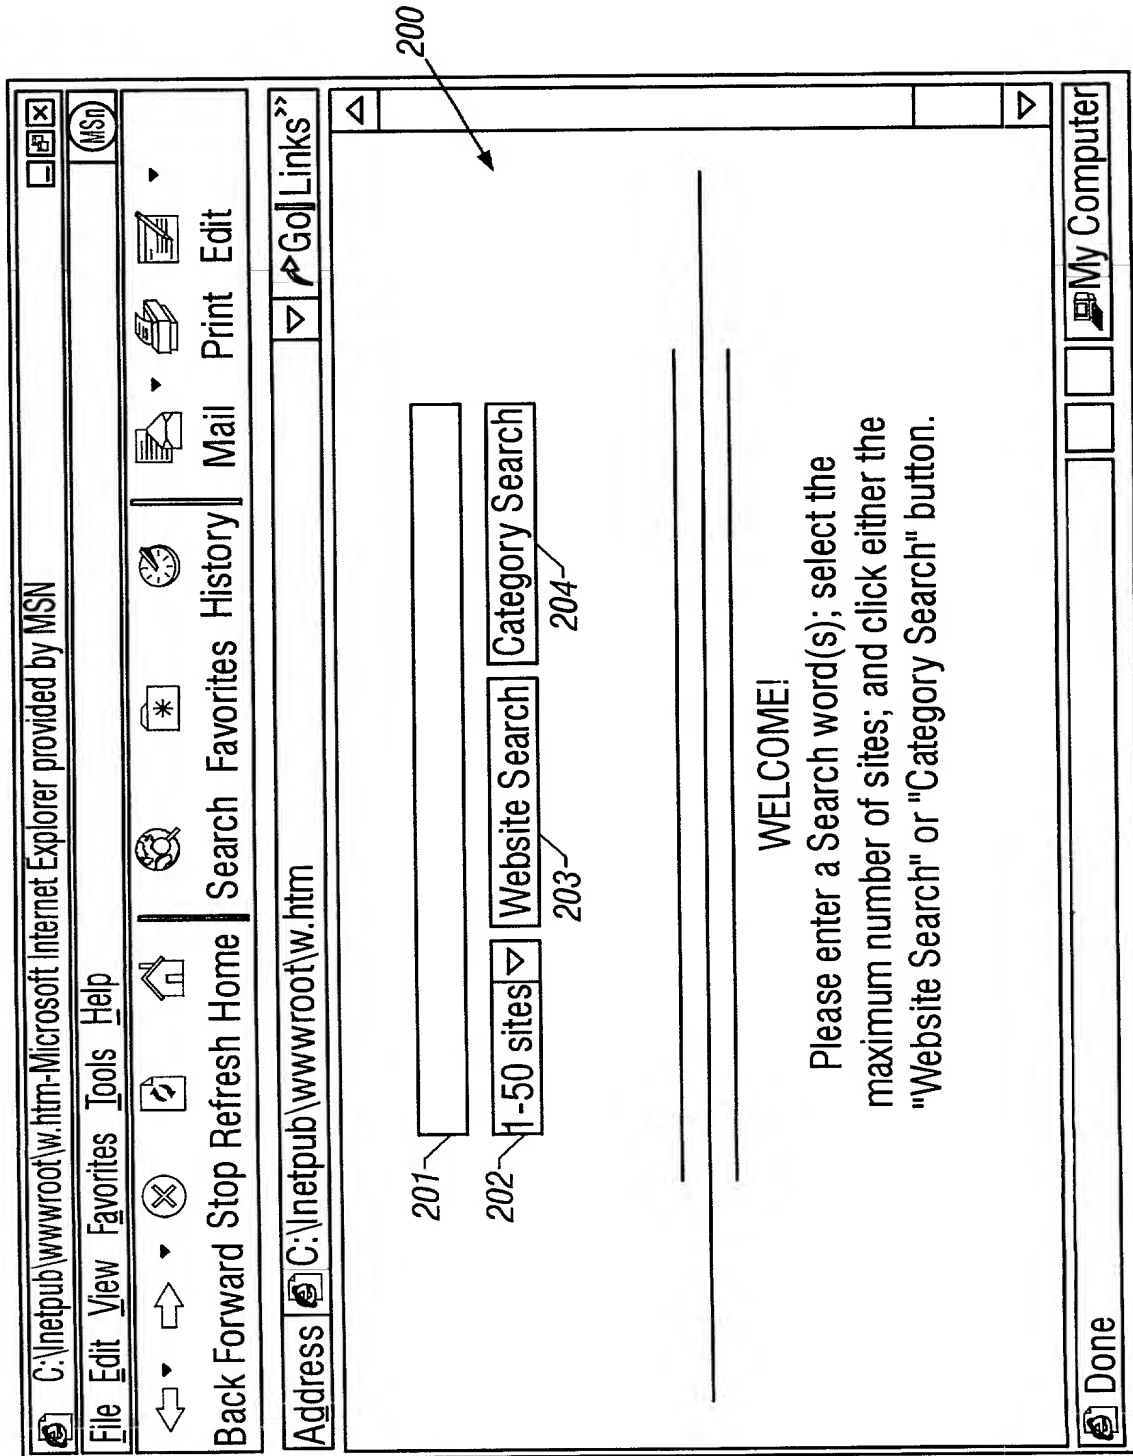 C:\Inetpub\wwwroot\w.htm-Microsoft Internet Explorer provided by MSN
File Edit View Favorites Tools Help
MSn
Back Forward Stop Refresh Home Search Favorites History Mail Print Edit
Address C:\Inetpub\wwwroot\w.htm Go Links »
200
201
202
1-50 sites Website Search Category Search
203
204
WELCOME!
Please enter a Search word(s); select the
maximum number of sites; and click either the
"Website Search" or "Category Search" button.
Done My Computer